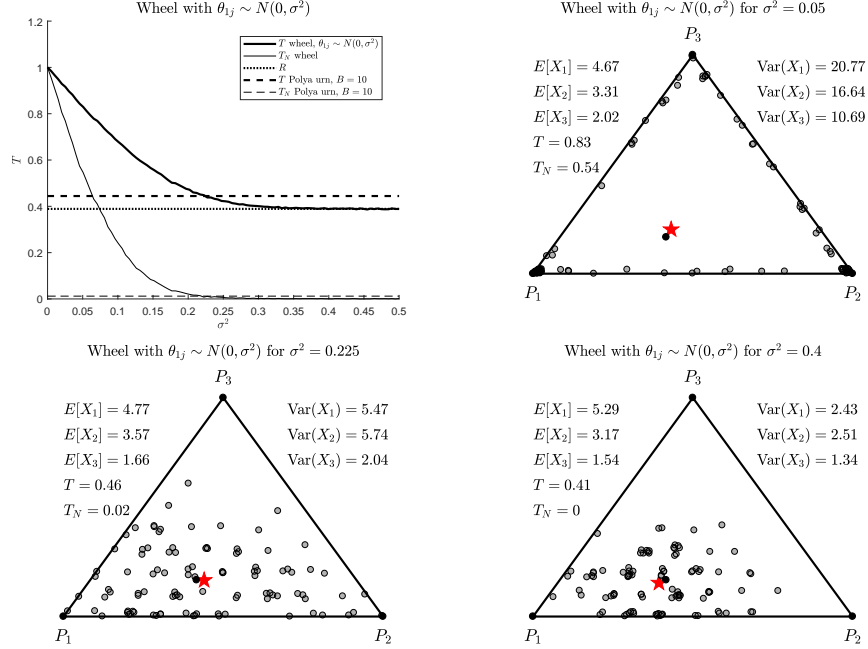 Wheel with θ₁ⱼ ∼ N(0, σ²)
1.2
1
0.8
0.6
0.4
0.2
0
T
0
0.05
0.1
0.15
0.2
0.25
0.3
0.35
0.4
0.45
0.5
σ²
T wheel, θ₁ⱼ ∼ N(0, σ²)
T_N wheel
R
T Polya urn, B = 10
T_N Polya urn, B = 10
Wheel with θ₁ⱼ ∼ N(0, σ²) for σ² = 0.05
P₃
E[X₁] = 4.67
Var(X₁) = 20.77
E[X₂] = 3.31
Var(X₂) = 16.64
E[X₃] = 2.02
Var(X₃) = 10.69
T = 0.83
T_N = 0.54
P₁
P₂
Wheel with θ₁ⱼ ∼ N(0, σ²) for σ² = 0.225
P₃
E[X₁] = 4.77
Var(X₁) = 5.47
E[X₂] = 3.57
Var(X₂) = 5.74
E[X₃] = 1.66
Var(X₃) = 2.04
T = 0.46
T_N = 0.02
P₁
P₂
Wheel with θ₁ⱼ ∼ N(0, σ²) for σ² = 0.4
P₃
E[X₁] = 5.29
Var(X₁) = 2.43
E[X₂] = 3.17
Var(X₂) = 2.51
E[X₃] = 1.54
Var(X₃) = 1.34
T = 0.41
T_N = 0
P₁
P₂